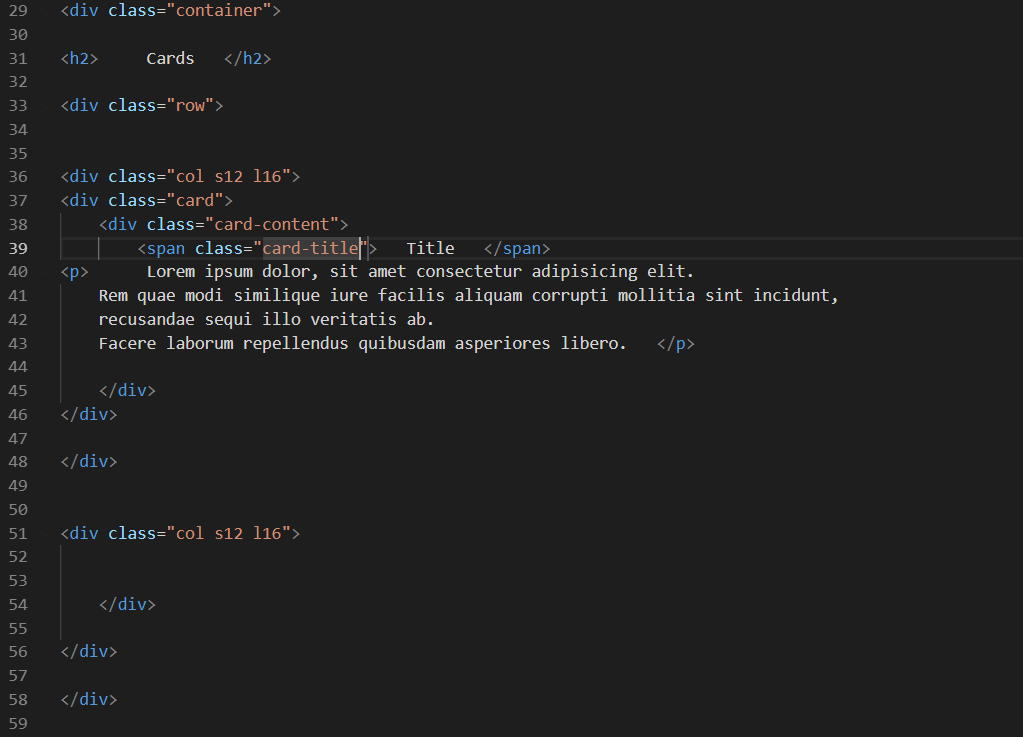 29 <div class="container">
30
31 <h2>     Cards   </h2>
32
33 <div class="row">
34
35
36 <div class="col s12 l16">
37 <div class="card">
38     <div class="card-content">
39         <span class="card-title">   Title   </span>
40 <p>      Lorem ipsum dolor, sit amet consectetur adipisicing elit.
41     Rem quae modi similique iure facilis aliquam corrupti mollitia sint incidunt,
42     recusandae sequi illo veritatis ab.
43     Facere laborum repellendus quibusdam asperiores libero.   </p>
44
45     </div>
46 </div>
47
48 </div>
49
50
51 <div class="col s12 l16">
52
53
54     </div>
55
56 </div>
57
58 </div>
59